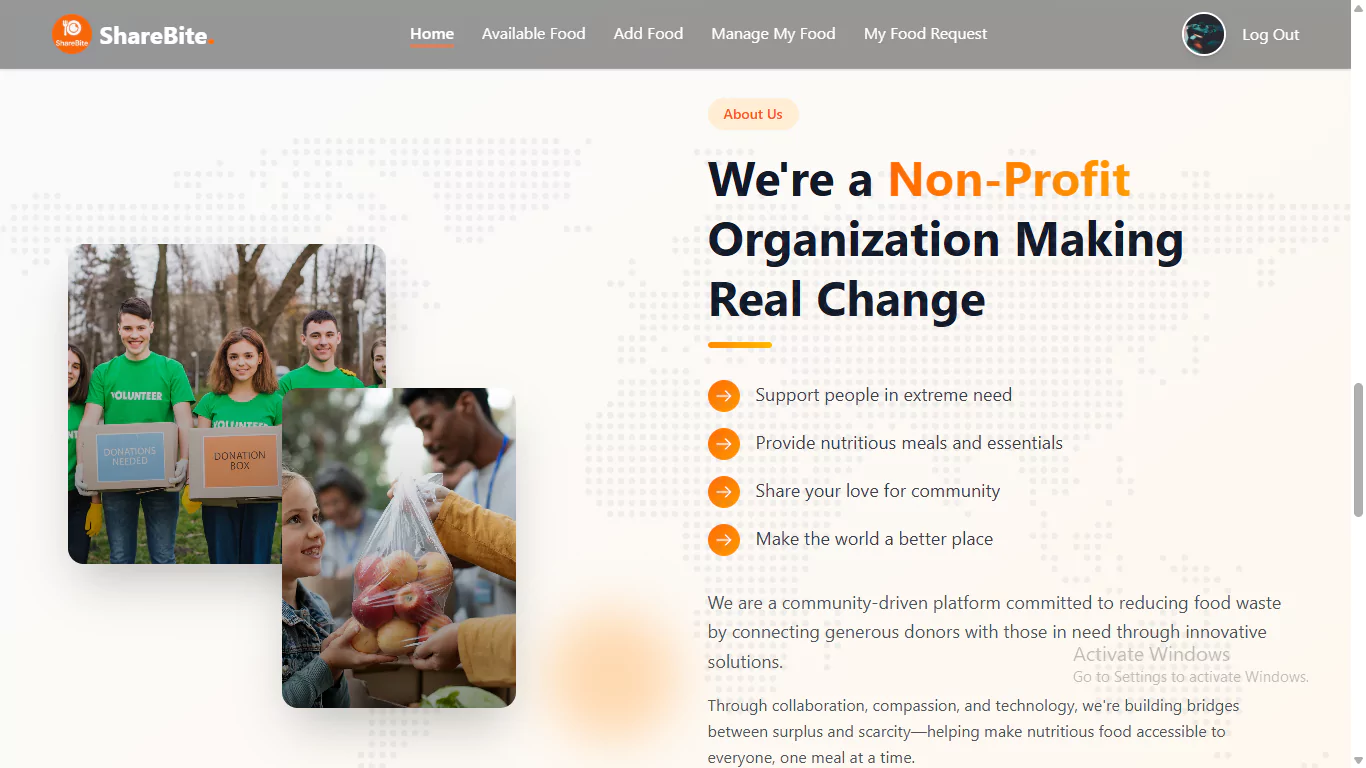 ShareBite
ShareBite.
Home
Available Food
Add Food
Manage My Food
My Food Request
Log Out
About Us
We're a Non-Profit
Organization Making
Real Change
VOLUNTEER
VOLUNTEER
DONATIONS
NEEDED
DONATION
BOX
Support people in extreme need
Provide nutritious meals and essentials
Share your love for community
Make the world a better place
We are a community-driven platform committed to reducing food waste
by connecting generous donors with those in need through innovative
solutions.
Activate Windows
Go to Settings to activate Windows.
Through collaboration, compassion, and technology, we're building bridges
between surplus and scarcity—helping make nutritious food accessible to
everyone, one meal at a time.